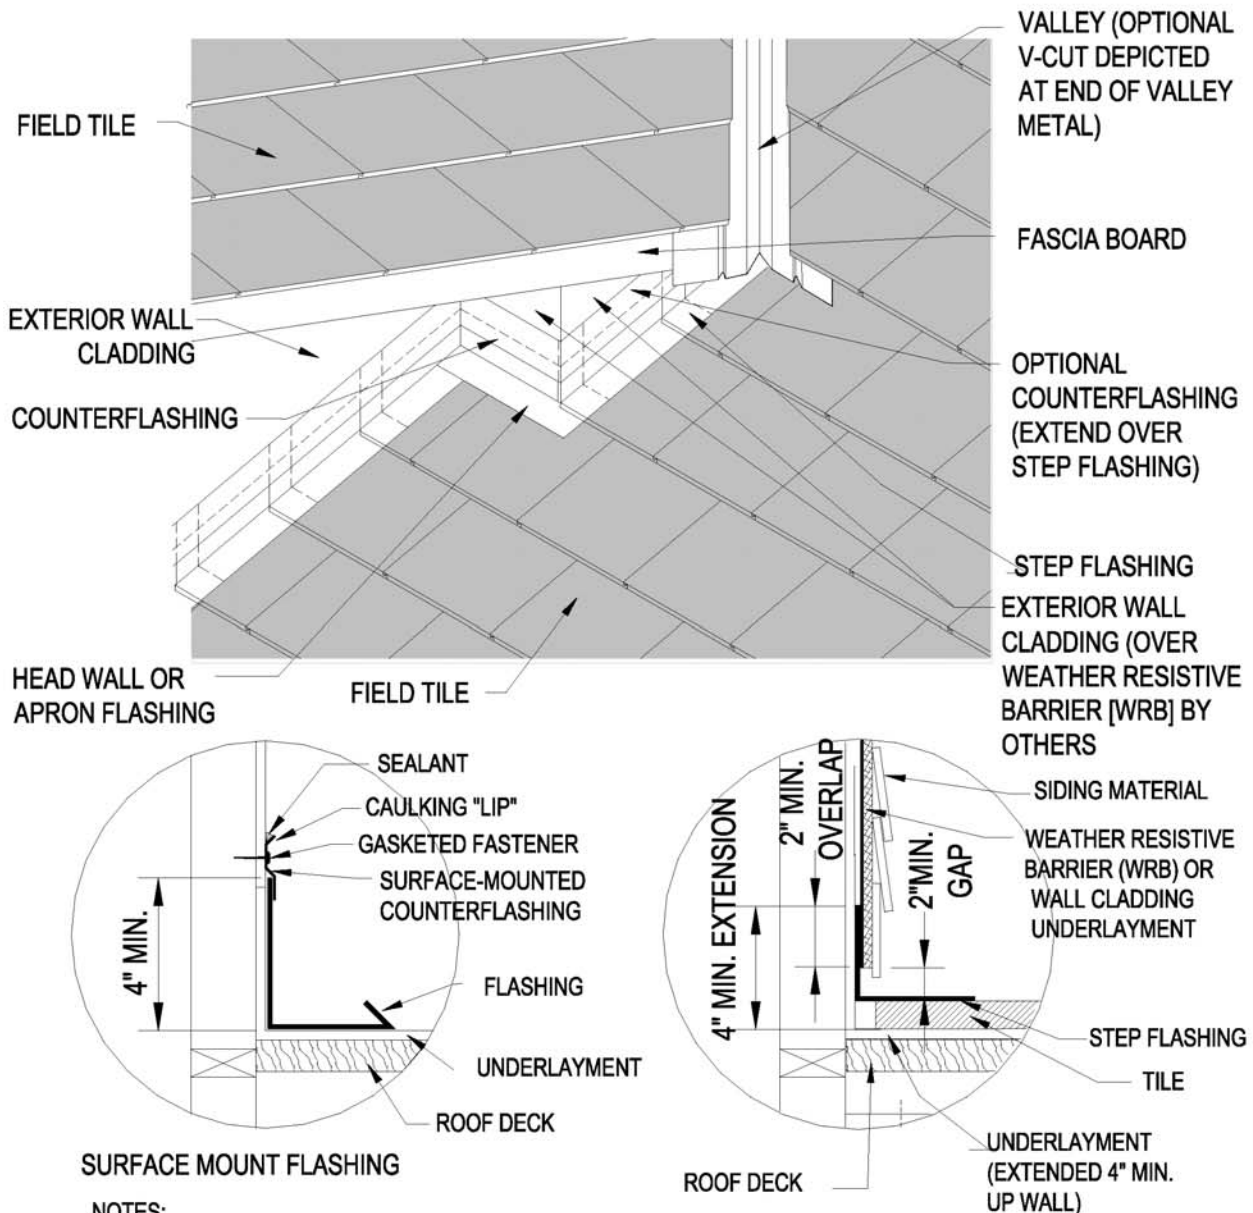 VALLEY (OPTIONAL
V-CUT DEPICTED
AT END OF VALLEY
METAL)
FIELD TILE
FASCIA BOARD
EXTERIOR WALL
CLADDING
COUNTERFLASHING
OPTIONAL
COUNTERFLASHING
(EXTEND OVER
STEP FLASHING)
STEP FLASHING
EXTERIOR WALL
CLADDING (OVER
WEATHER RESISTIVE
BARRIER [WRB] BY
OTHERS
HEAD WALL OR
APRON FLASHING
FIELD TILE
SEALANT
CAULKING "LIP"
GASKETED FASTENER
SURFACE-MOUNTED
COUNTERFLASHING
4" MIN.
FLASHING
UNDERLAYMENT
ROOF DECK
SURFACE MOUNT FLASHING
4" MIN. EXTENSION
2" MIN.
OVERLAP
2"MIN.
GAP
SIDING MATERIAL
WEATHER RESISTIVE
BARRIER (WRB) OR
WALL CLADDING
UNDERLAYMENT
STEP FLASHING
TILE
UNDERLAYMENT
(EXTENDED 4" MIN.
UP WALL)
ROOF DECK
NOTES: